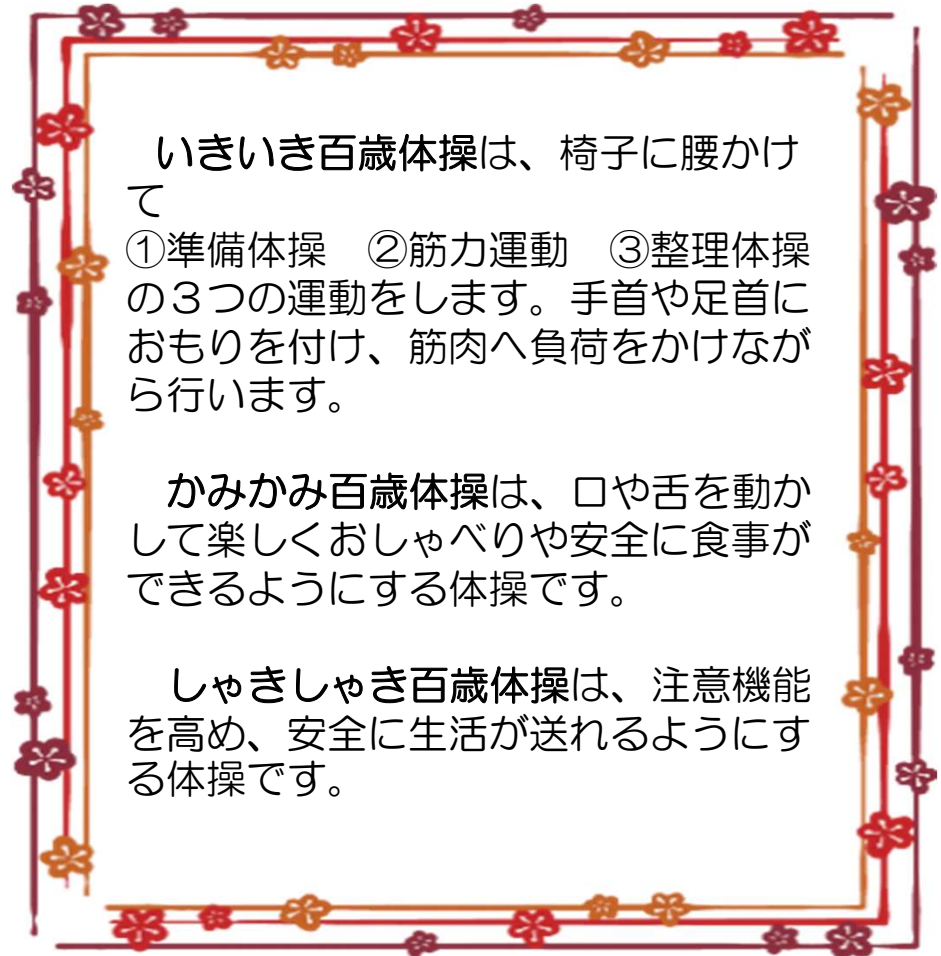 いきいき百歳体操は、椅子に腰かけ
て
①準備体操　②筋力運動　③整理体操
の３つの運動をします。手首や足首に
おもりを付け、筋肉へ負荷をかけなが
ら行います。
かみかみ百歳体操は、口や舌を動か
して楽しくおしゃべりや安全に食事が
できるようにする体操です。
しゃきしゃき百歳体操は、注意機能
を高め、安全に生活が送れるようにす
る体操です。